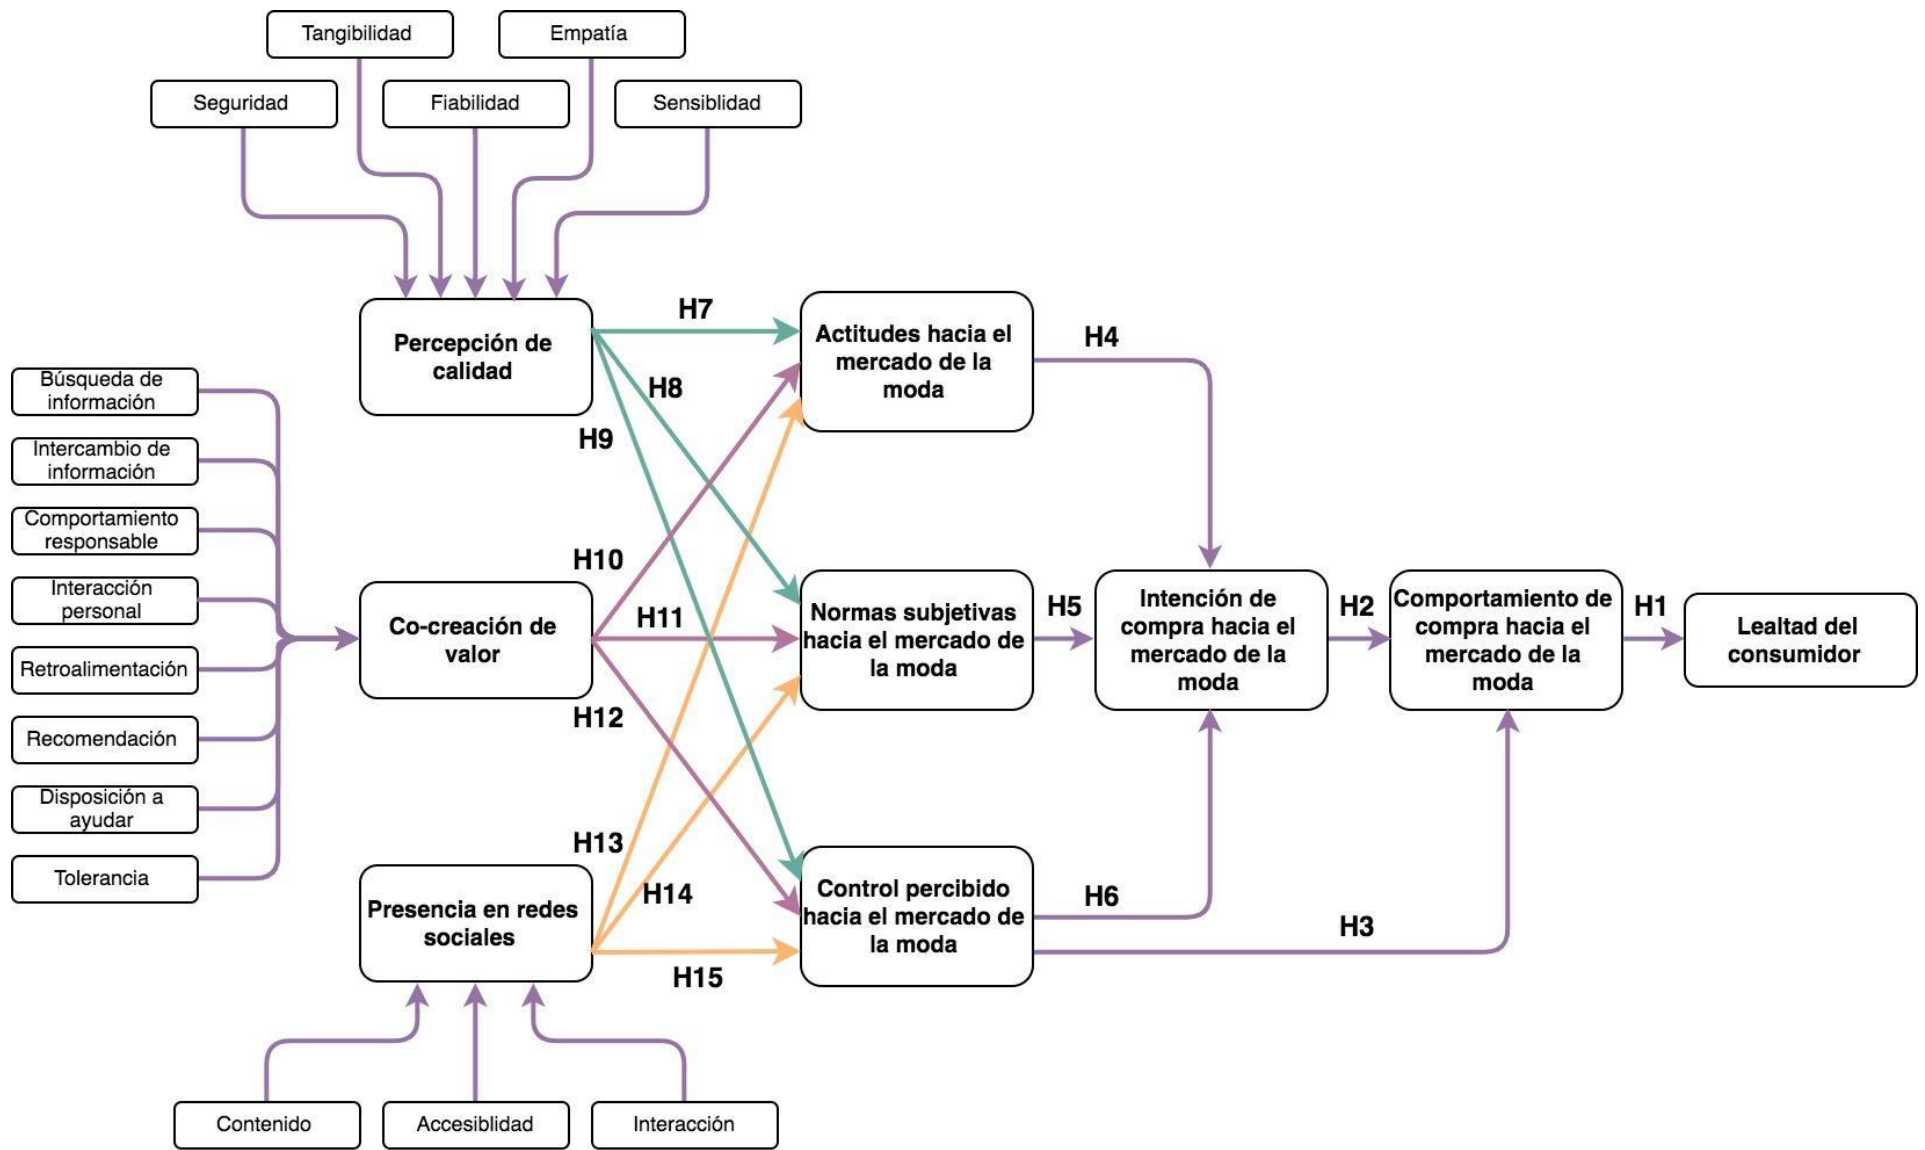 Tangibilidad
Empatía
Seguridad
Fiabilidad
Sensiblidad
H7
Percepción de
calidad
Actitudes hacia el
mercado de la
moda
H4
H8
H9
Búsqueda de
información
Intercambio de
información
Comportamiento
responsable
Interacción
personal
Retroalimentación
Recomendación
Disposición a
ayudar
Tolerancia
H10
H11
H12
Co-creación de
valor
Normas subjetivas
hacia el mercado de
la moda
H5
Intención de
compra hacia el
mercado de la
moda
H2
Comportamiento de
compra hacia el
mercado de la
moda
H1
Lealtad del
consumidor
H13
H14
H15
Presencia en redes
sociales
Control percibido
hacia el mercado de
la moda
H6
H3
Contenido
Accesiblidad
Interacción